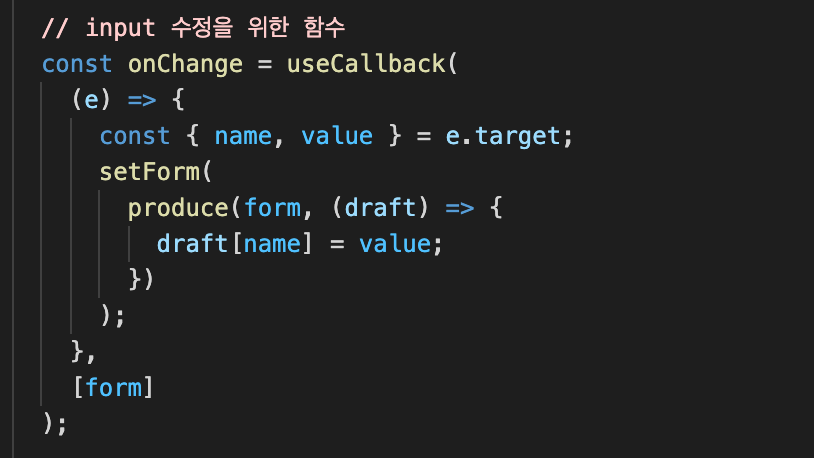 // input 수정을 위한 함수
const onChange = useCallback(
  (e) => {
    const { name, value } = e.target;
    setForm(
      produce(form, (draft) => {
        draft[name] = value;
      })
    );
  },
  [form]
);